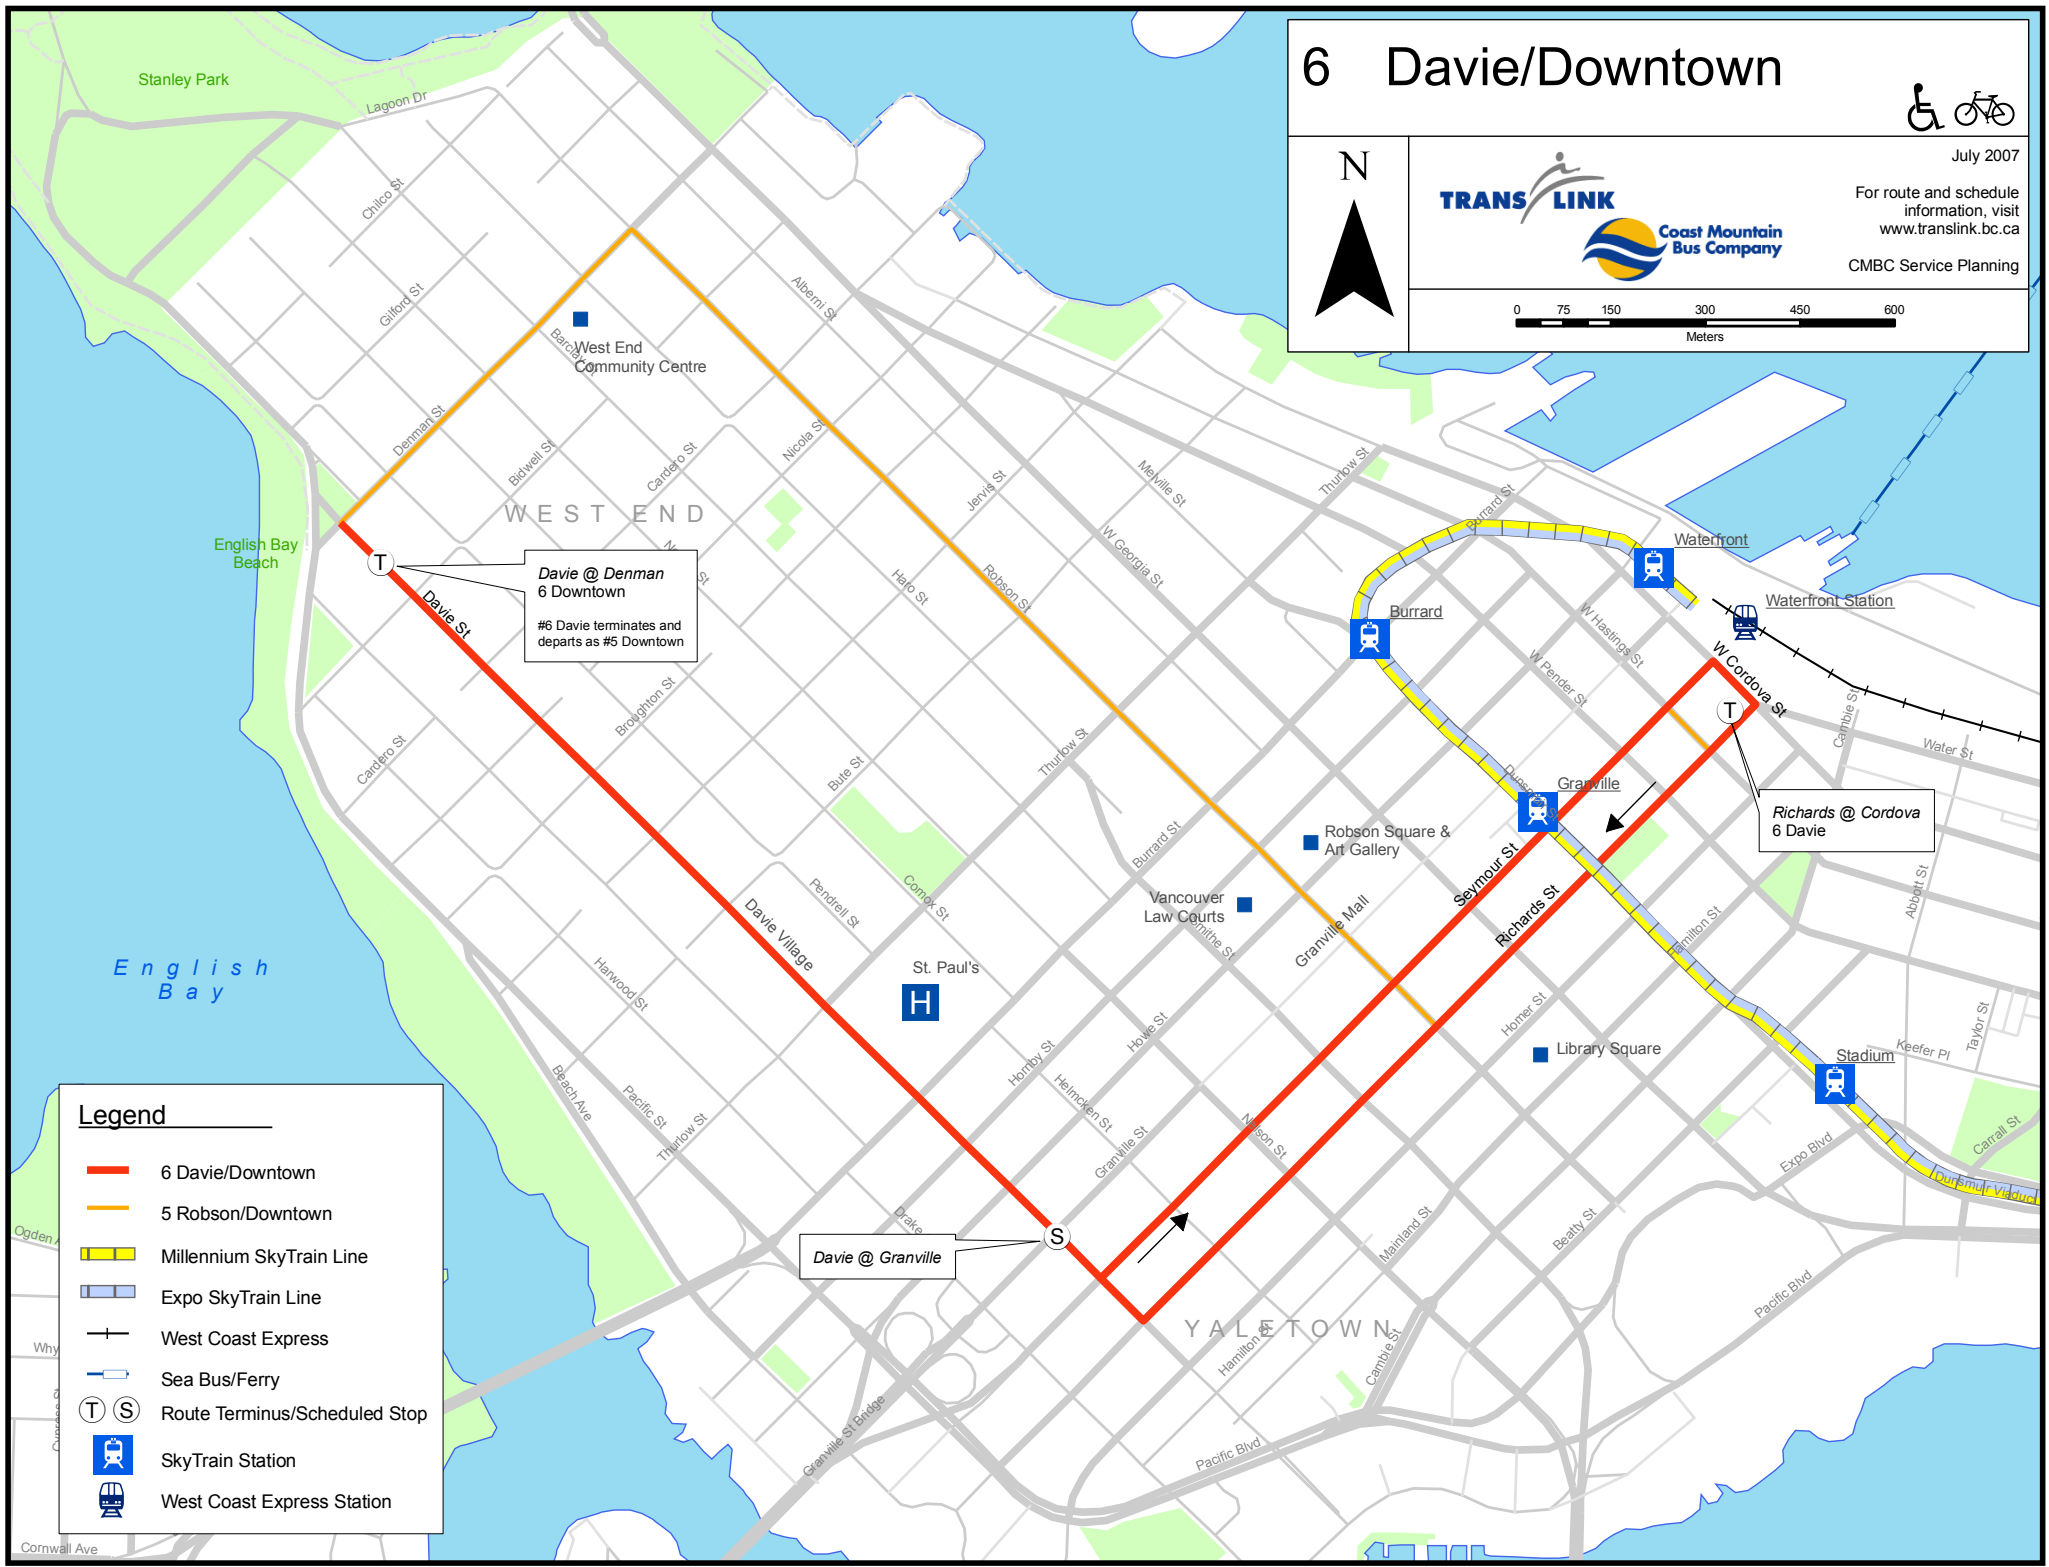 6 Davie/Downtown
N
TRANS LINK
Coast Mountain
Bus Company
July 2007
For route and schedule
information, visit
www.translink.bc.ca
CMBC Service Planning
0 75 150 300 450 600
Meters
Stanley Park
Lagoon Dr
Chilco St
Gilford St
Alberni St
West End
Community Centre
Denman St
Bidwell St
Cardero St
Nicola St
Jervis St
Melville St
Thurlow St
Burrard St
WEST END
English Bay
Beach
T
Davie @ Denman
6 Downtown
#6 Davie terminates and
departs as #5 Downtown
Davie St
Haro St
Robson St
W Georgia St
Burrard
Waterfront
Waterfront Station
W Hastings St
W Pender St
W Cordova St
T
Cambie St
Water St
Richards @ Cordova
6 Davie
Granville
Broughton St
Cardero St
Bute St
Thurlow St
Burrard St
Robson Square &
Art Gallery
Vancouver
Law Courts
Smithe St
Granville Mall
Seymour St
Richards St
Hamilton St
Abbott St
Pendrell St
Comox St
Davie Village
Harwood St
St. Paul's
H
English
Bay
Howe St
Hornby St
Homer St
Library Square
Stadium
Keefer Pl
Taylor St
Carrall St
Expo Blvd
Beach Ave
Pacific St
Thurlow St
Helmcken St
Granville St
Nelson St
Drake
Davie @ Granville
S
Mainland St
Beatty St
Pacific Blvd
YALETOWN
Hamilton St
Cambie St
Granville St Bridge
Pacific Blvd
Cornwall Ave
Legend
6 Davie/Downtown
5 Robson/Downtown
Millennium SkyTrain Line
Expo SkyTrain Line
West Coast Express
Sea Bus/Ferry
T S Route Terminus/Scheduled Stop
SkyTrain Station
West Coast Express Station